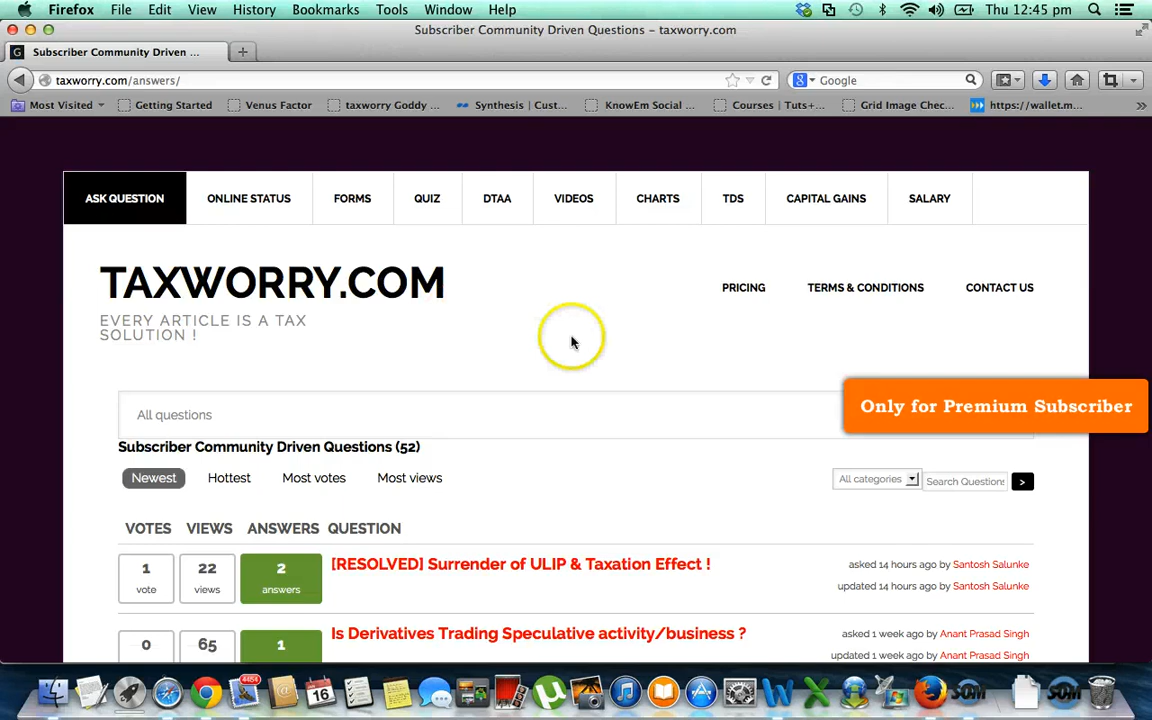 Firefox File Edit View History Bookmarks Tools Window Help Thu 12:45 pm
Subscriber Community Driven Questions – taxworry.com
G Subscriber Community Driven ... +
taxworry.com/answers/ Google
Most Visited Getting Started Venus Factor taxworry Goddy ... Synthesis | Cust... KnowEm Social ... Courses | Tuts+... Grid Image Chec... https://wallet.m... »
ASK QUESTION ONLINE STATUS FORMS QUIZ DTAA VIDEOS CHARTS TDS CAPITAL GAINS SALARY
TAXWORRY.COM
PRICING TERMS & CONDITIONS CONTACT US
EVERY ARTICLE IS A TAX
SOLUTION !
All questions
Only for Premium Subscriber
Subscriber Community Driven Questions (52)
Newest Hottest Most votes Most views
All categories Search Questions >
VOTES VIEWS ANSWERS QUESTION
1 22 2 [RESOLVED] Surrender of ULIP & Taxation Effect ! asked 14 hours ago by Santosh Salunke
vote views answers updated 14 hours ago by Santosh Salunke
0 65 1 Is Derivatives Trading Speculative activity/business ? asked 1 week ago by Anant Prasad Singh
updated 1 week ago by Anant Prasad Singh
4484
16
SOM SOM